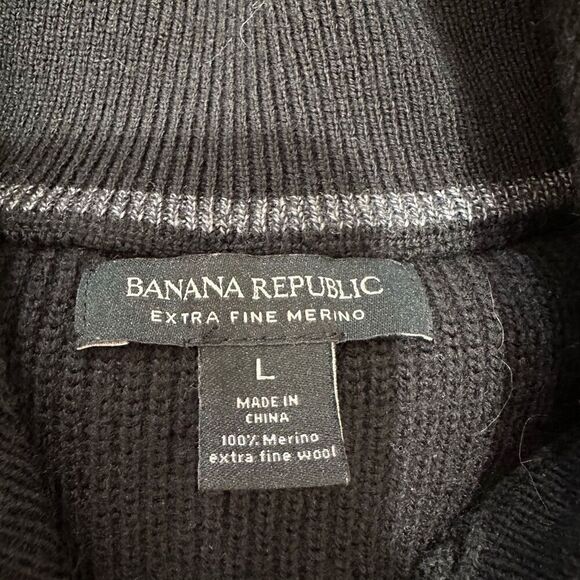 BANANA REPUBLIC
EXTRA FINE MERINO
L
MADE IN
CHINA
100% Merino
extra fine wool